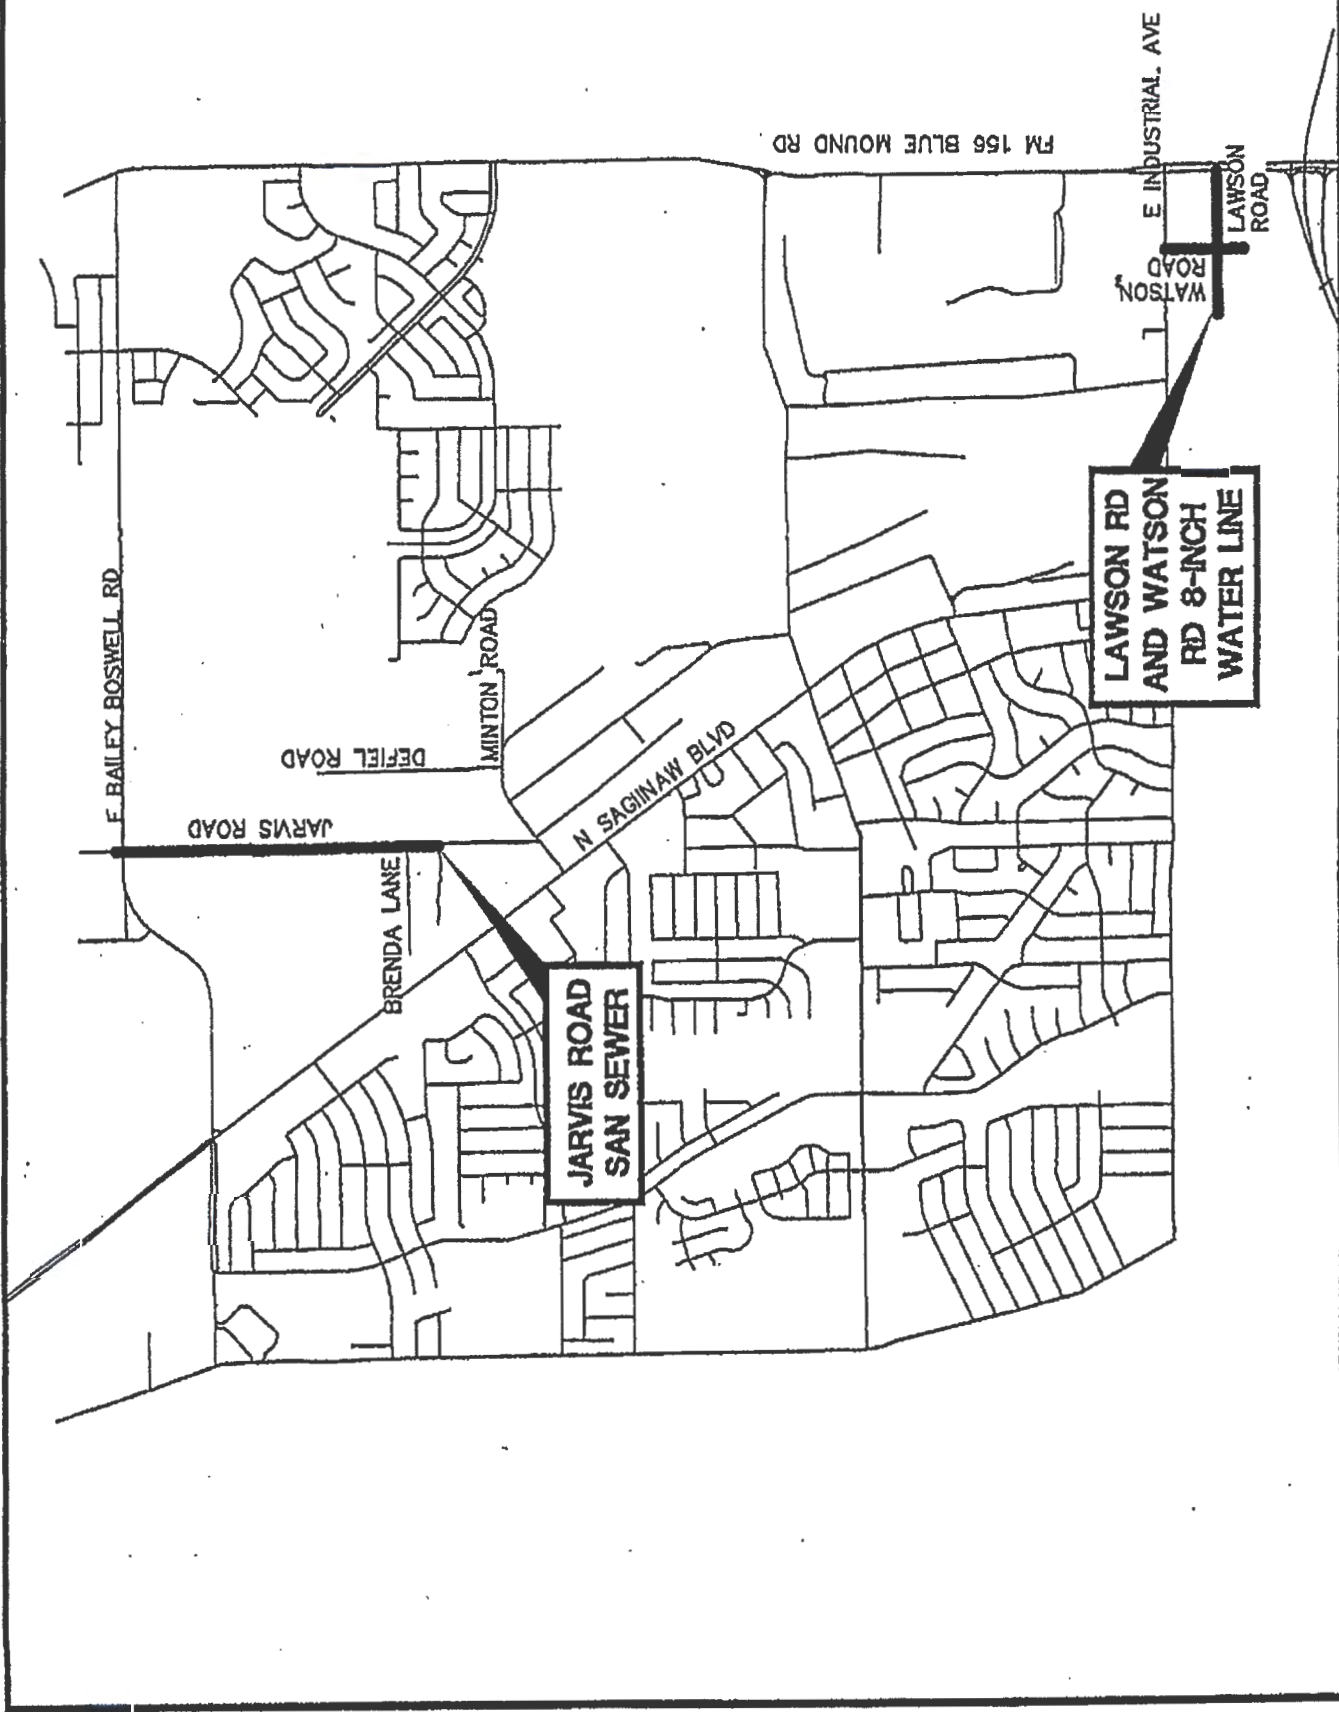 E BAILEY BOSWELL RD
JARVIS ROAD
DEFIEL ROAD
MINTON ROAD
BRENDA LANE
N SAGIINAW BLVD
FM 156 BLUE MOUND RD
E INDUSTRIAL AVE
WATSON
ROAD
LAWSON
ROAD
JARVIS ROAD
SAN SEWER
LAWSON RD
AND WATSON
RD 8-INCH
WATER LINE